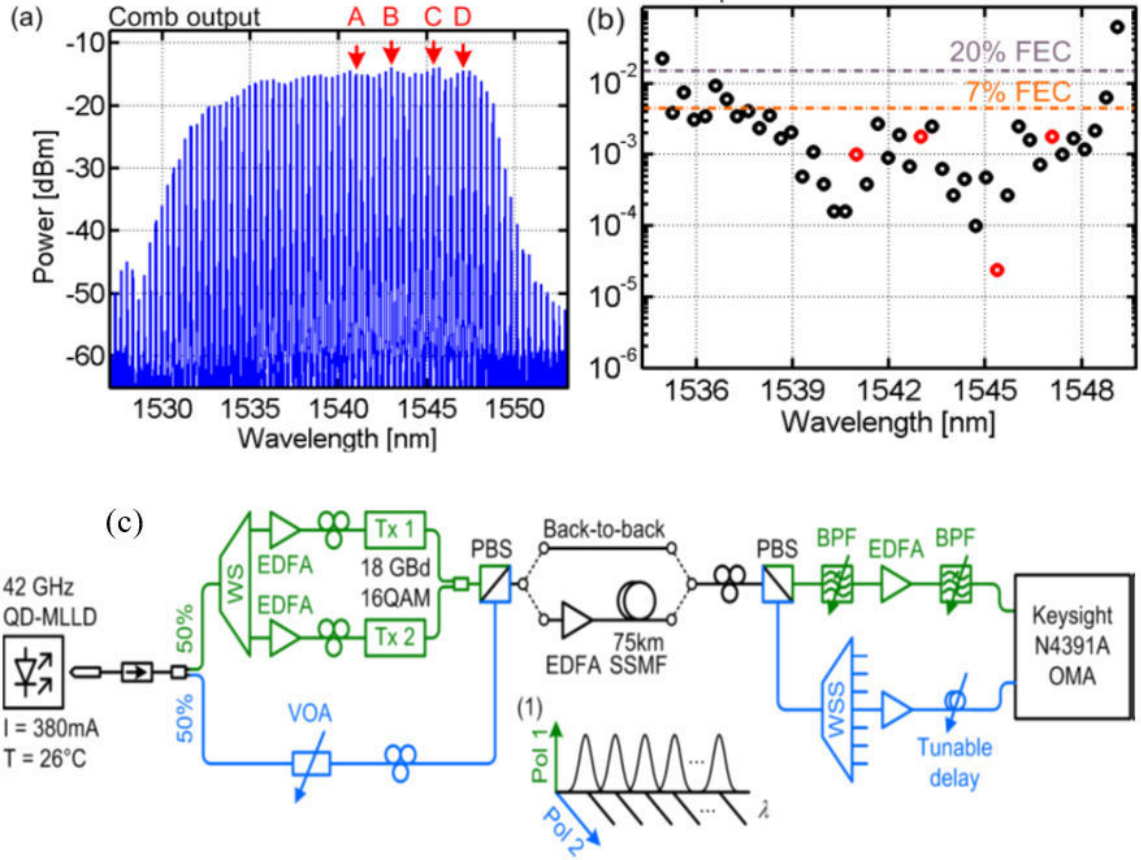 (a) Comb output A B C D
Power [dBm]
-10
-20
-30
-40
-50
-60
1530 1535 1540 1545 1550
Wavelength [nm]
(b)
20% FEC
7% FEC
10-2
10-3
10-4
10-5
10-6
1536 1539 1542 1545 1548
Wavelength [nm]
(c)
42 GHz
QD-MLLD
I = 380mA
T = 26°C
50%
50%
WS
EDFA
EDFA
Tx 1
18 GBd
16QAM
Tx 2
VOA
PBS
Back-to-back
75km
EDFA SSMF
(1)
Pol 1
Pol 2
... 
...
λ
PBS
BPF EDFA BPF
WSS
Tunable
delay
Keysight
N4391A
OMA